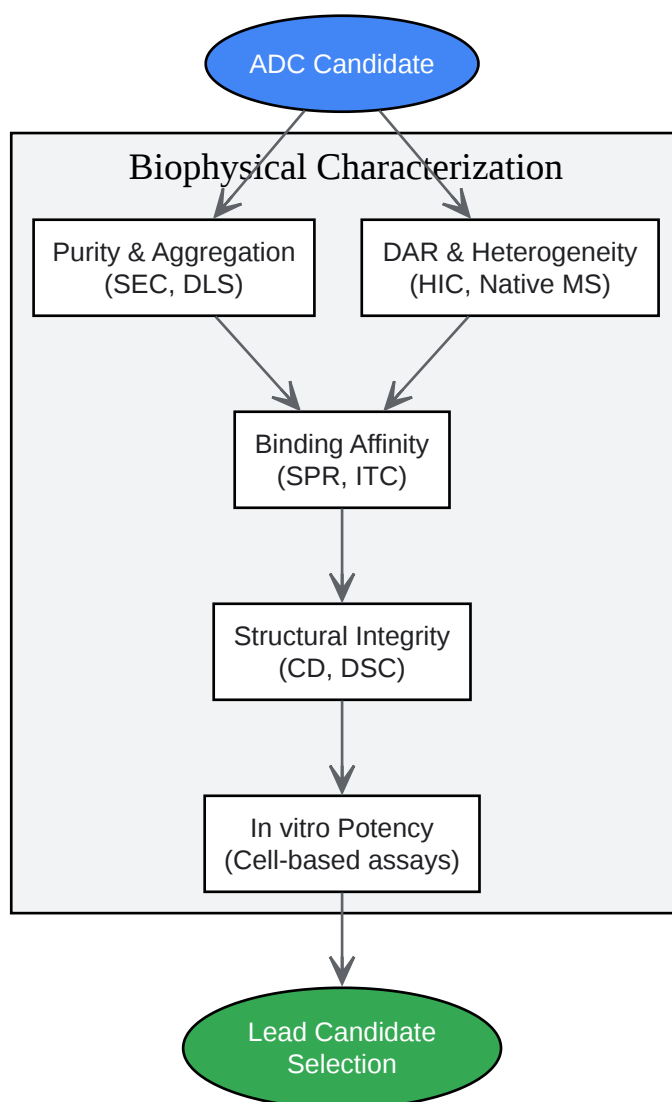 ADC Candidate
Biophysical Characterization
Purity & Aggregation
(SEC, DLS)
DAR & Heterogeneity
(HIC, Native MS)
Binding Affinity
(SPR, ITC)
Structural Integrity
(CD, DSC)
In vitro Potency
(Cell-based assays)
Lead Candidate
Selection